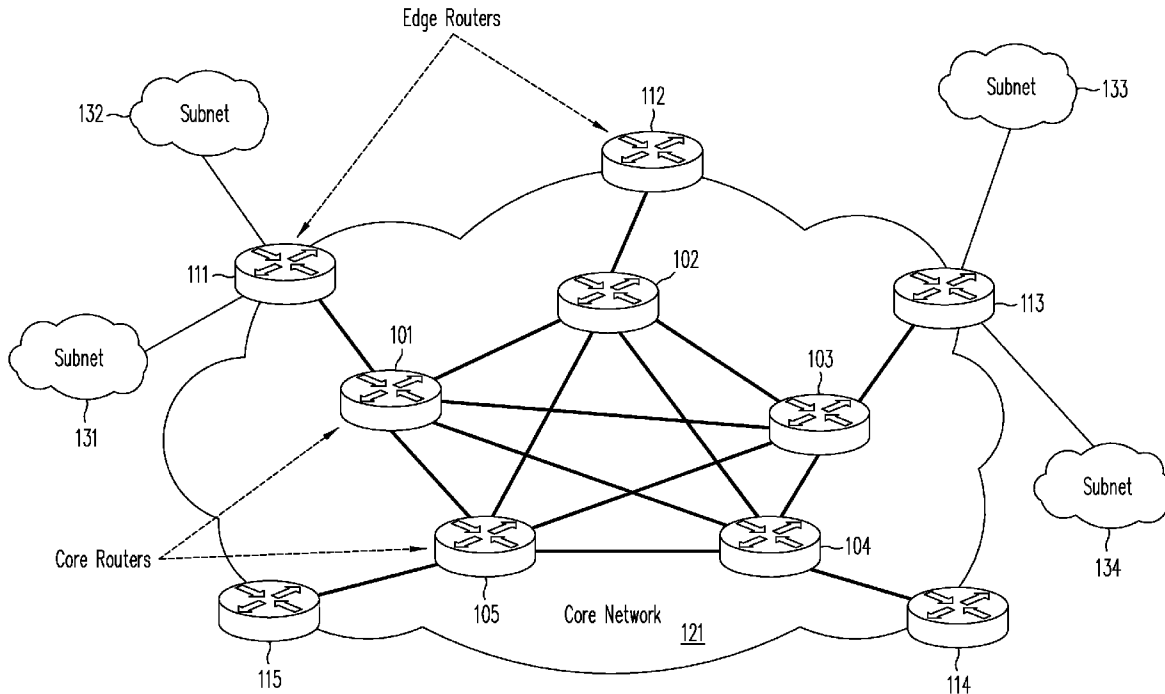 Edge Routers
Subnet
132
112
Subnet
133
111
102
113
Subnet
131
101
103
Subnet
134
Core Routers
105
104
115
Core Network
121
114